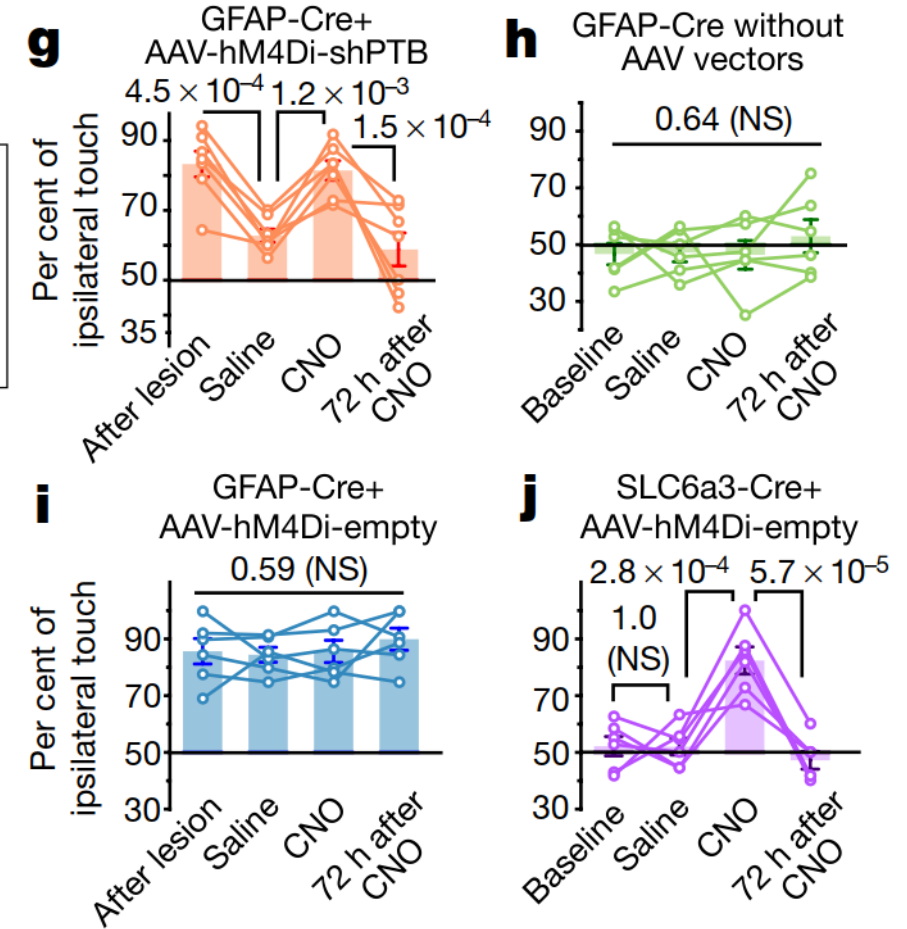 g
GFAP-Cre+
AAV-hM4Di-shPTB
4.5 × 10⁻⁴
1.2 × 10⁻³
1.5 × 10⁻⁴
Per cent of
ipsilateral touch
90
70
50
35
After lesion
Saline
CNO
72 h after
CNO
h
GFAP-Cre without
AAV vectors
0.64 (NS)
90
70
50
30
Baseline
Saline
CNO
72 h after
CNO
i
GFAP-Cre+
AAV-hM4Di-empty
0.59 (NS)
Per cent of
ipsilateral touch
90
70
50
30
After lesion
Saline
CNO
72 h after
CNO
j
SLC6a3-Cre+
AAV-hM4Di-empty
2.8 × 10⁻⁴
5.7 × 10⁻⁵
1.0
(NS)
90
70
50
30
Baseline
Saline
CNO
72 h after
CNO